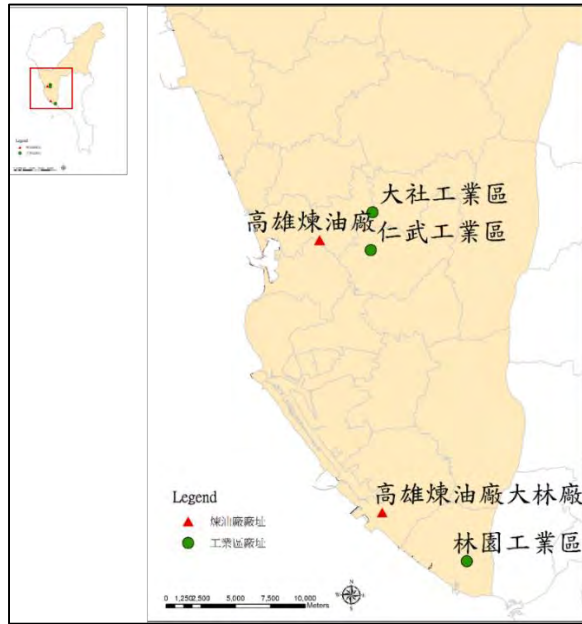 Legend
大社工業區
高雄煉油廠
仁武工業區
高雄煉油廠大林廠
林園工業區
Legend
煉油廠廠址
工業區廠址
N
W
E
S
0 1,250 2,500 5,000 7,500 10,000
Meters